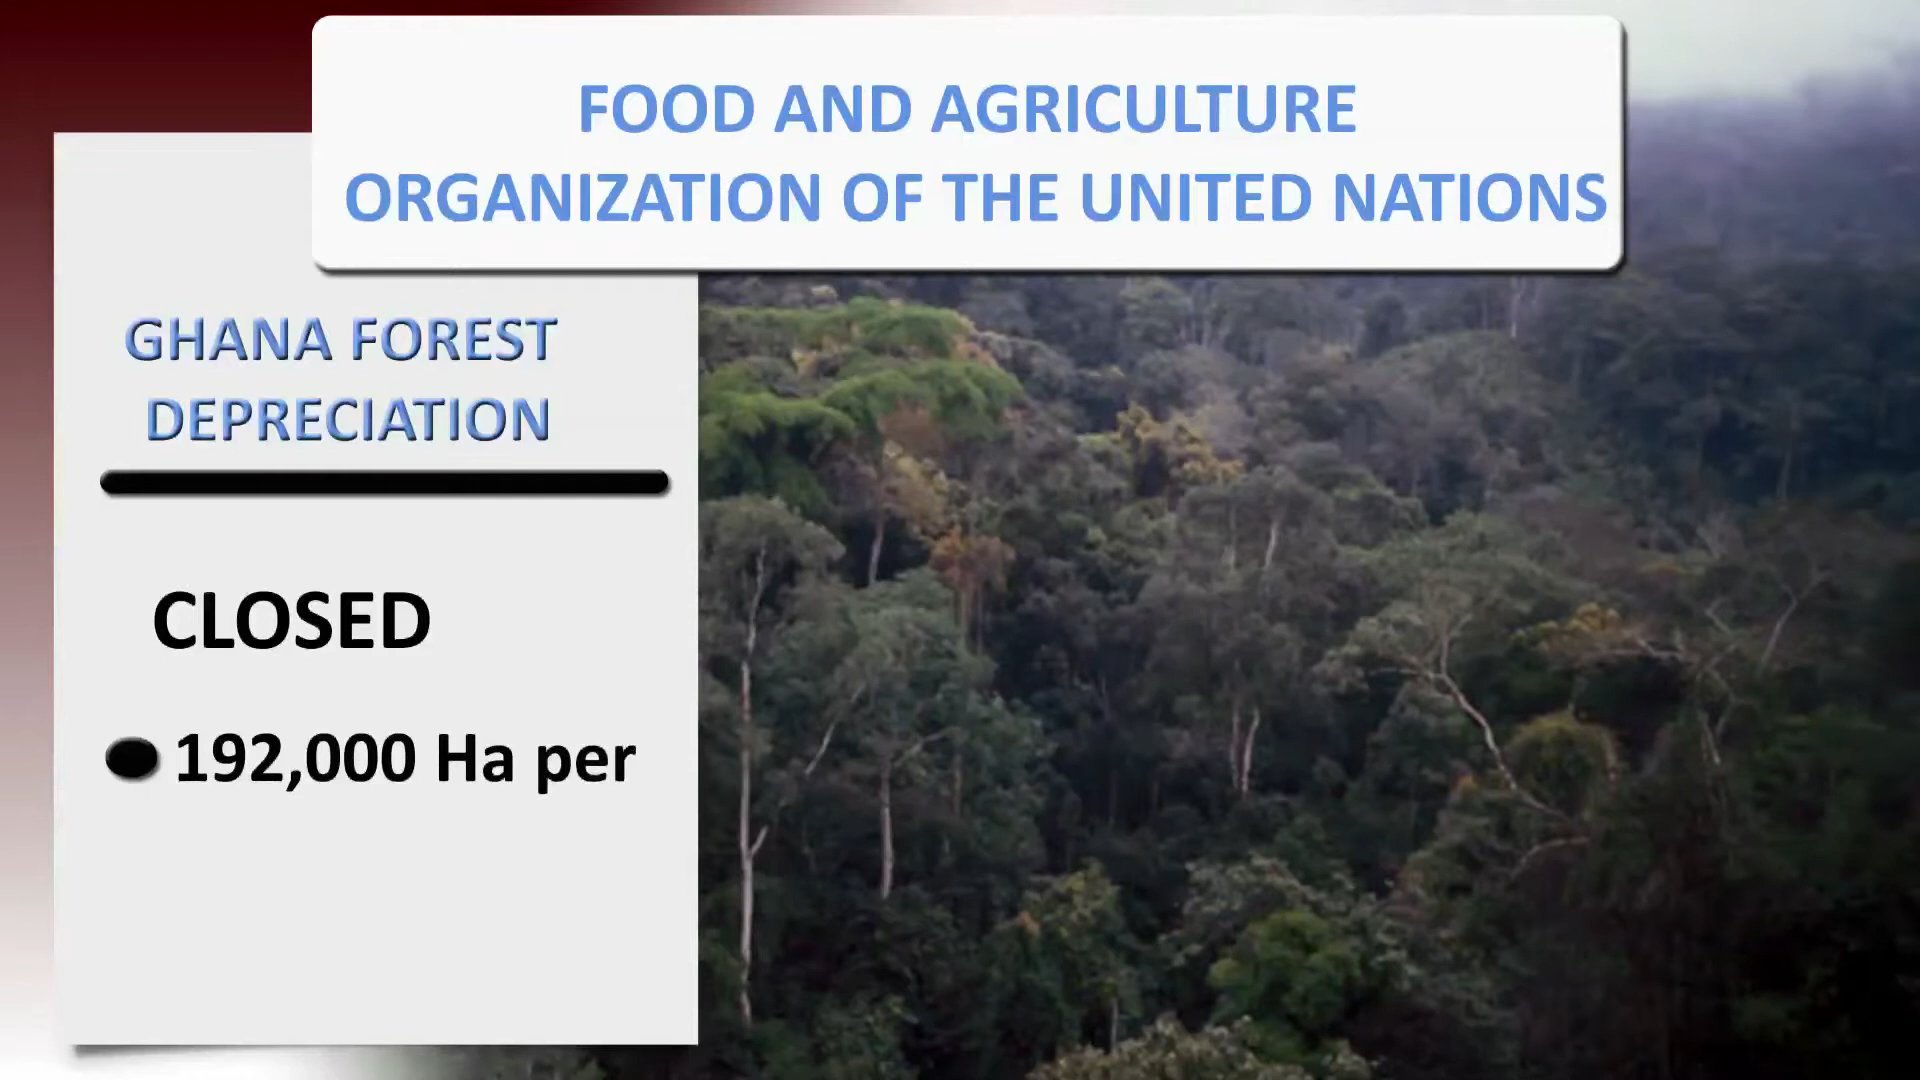 FOOD AND AGRICULTURE
ORGANIZATION OF THE UNITED NATIONS
GHANA FOREST
DEPRECIATION
CLOSED
192,000 Ha per